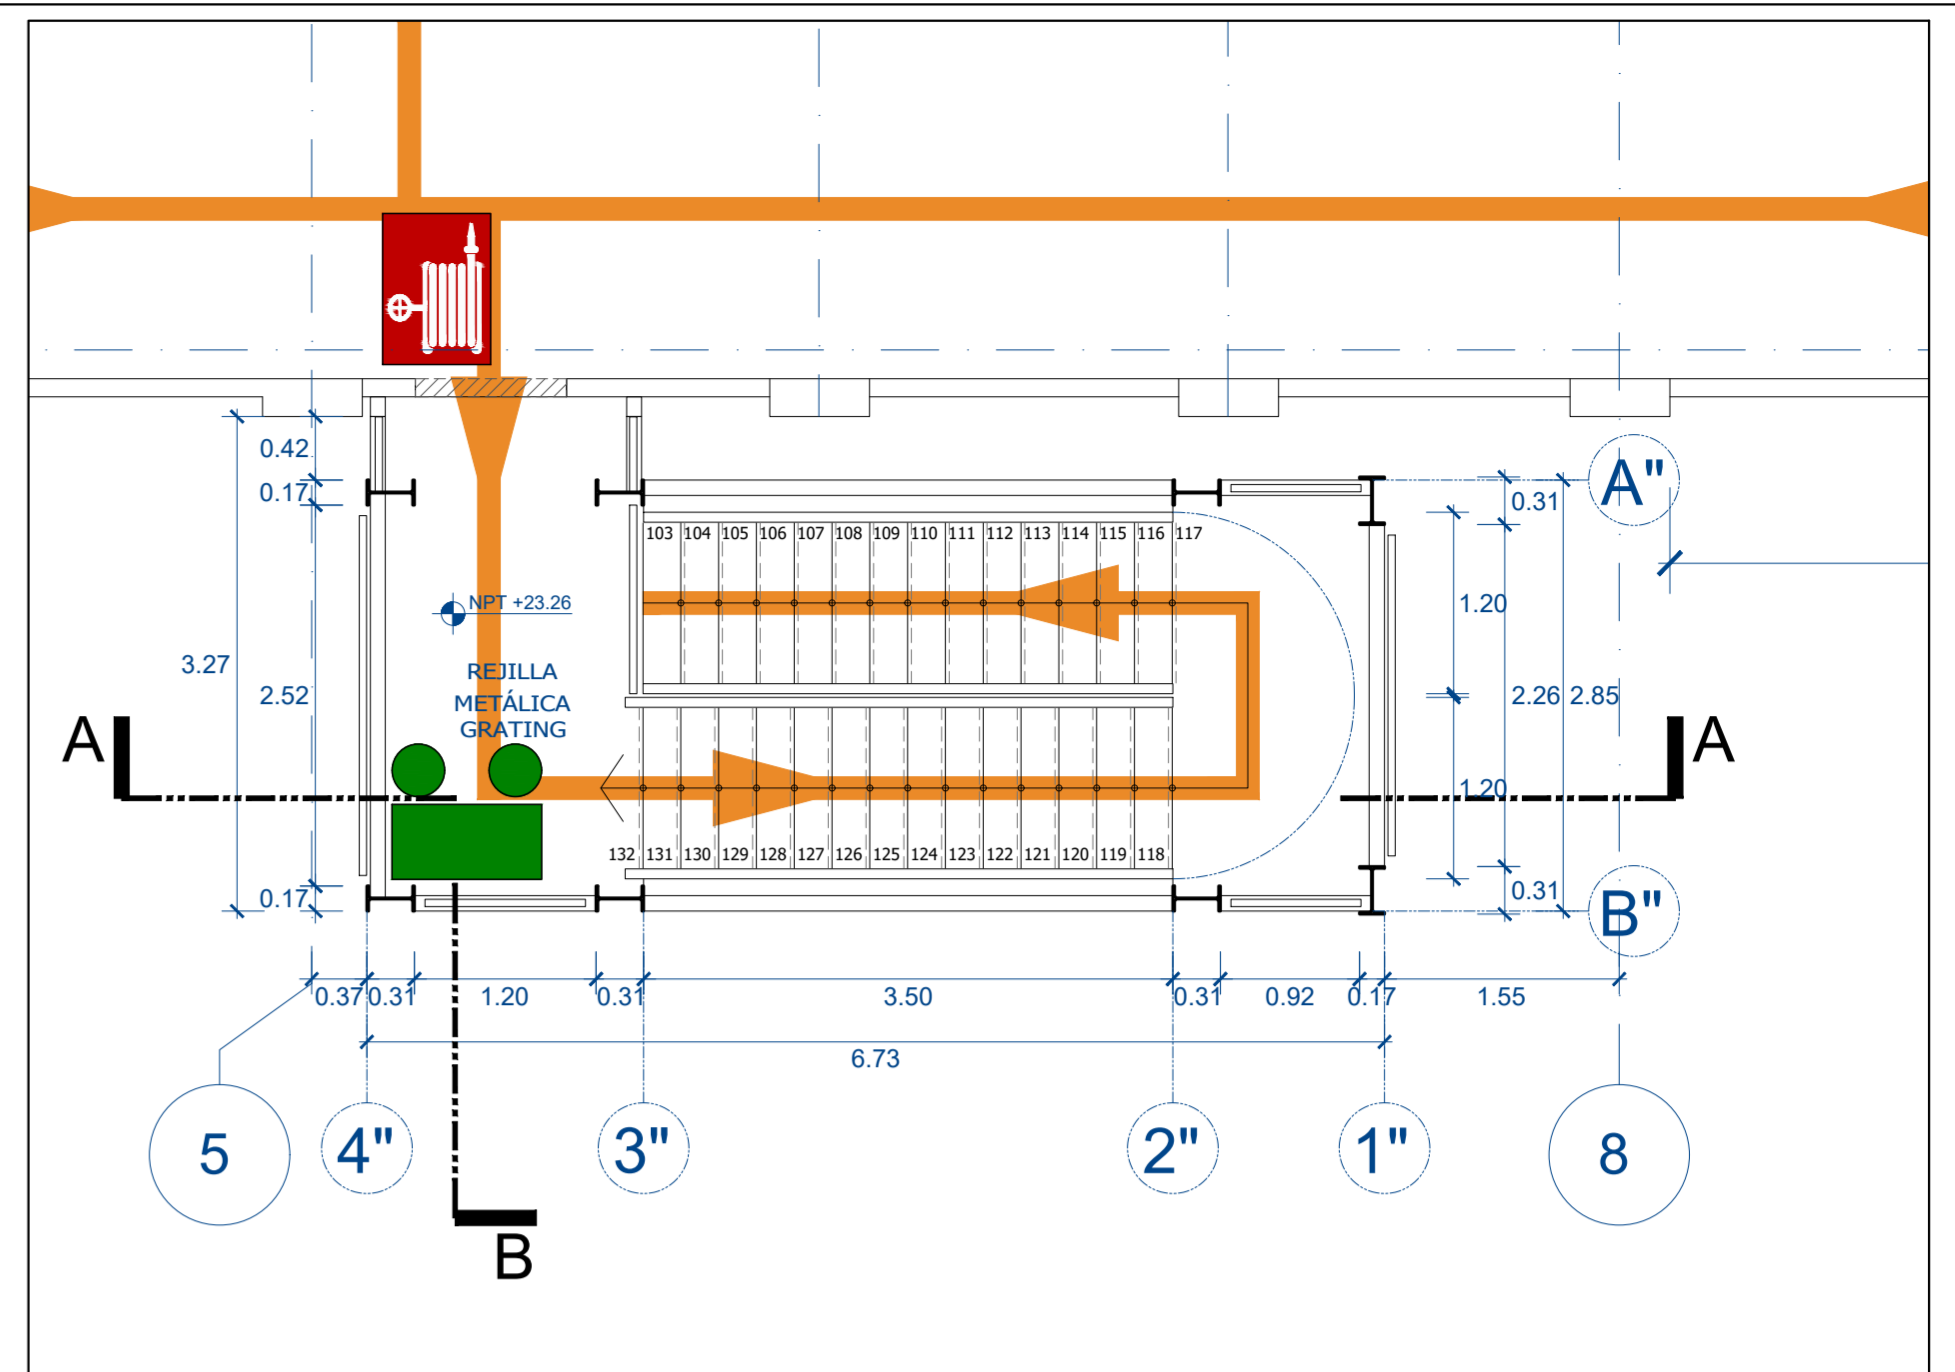 A"
0.42
0.17
0.31
103 104 105 106 107 108 109 110 111 112 113 114 115 116 117
NPT +23.26
1.20
3.27
REJILLA
2.52
METÁLICA
2.26 2.85
GRATING
A
A
1.20
132 131 130 129 128 127 126 125 124 123 122 121 120 119 118
0.17
0.31
B"
0.37 0.31 1.20 0.31 3.50 0.31 0.92 0.17 1.55
6.73
5 4" 3" 2" 1" 8
B